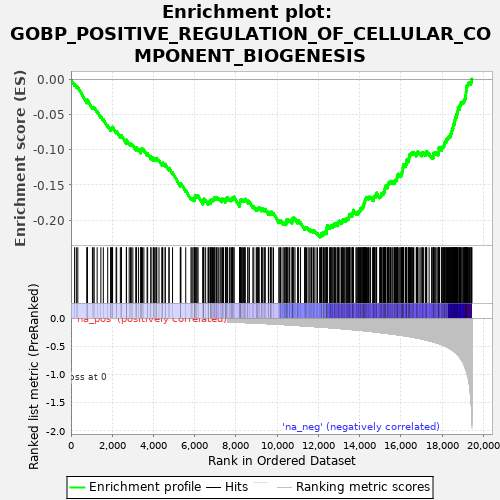 Enrichment plot:
GOBP_POSITIVE_REGULATION_OF_CELLULAR_CO
MPONENT_BIOGENESIS
Enrichment score (ES)
0.00
-0.05
-0.10
-0.15
-0.20
Ranked list metric (PreRanked)
0.0
-0.5
-1.0
-1.5
-2.0
'na_pos' (positively correlated)
oss at 0
'na_neg' (negatively correlated)
0
2,000
4,000
6,000
8,000
10,000
12,000
14,000
16,000
18,000
20,000
Rank in Ordered Dataset
Enrichment profile
Hits
Ranking metric scores